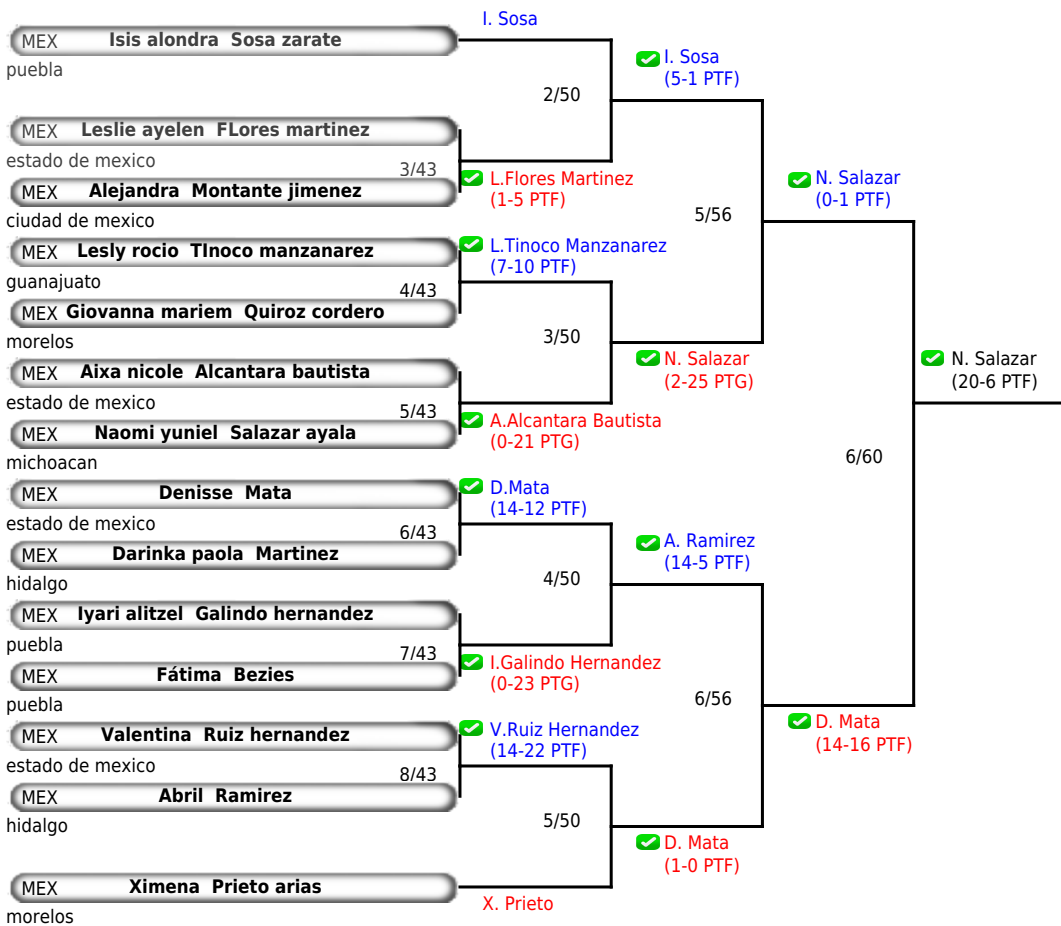 I. Sosa
MEX Isis alondra Sosa zarate
puebla
I. Sosa
(5-1 PTF)
2/50
MEX Leslie ayelen FLores martinez
estado de mexico
3/43
MEX Alejandra Montante jimenez
L.Flores Martinez
(1-5 PTF)
N. Salazar
(0-1 PTF)
ciudad de mexico
5/56
MEX Lesly rocio TInoco manzanarez
L.Tinoco Manzanarez
(7-10 PTF)
guanajuato
4/43
MEX Giovanna mariem Quiroz cordero
morelos
3/50
N. Salazar
(2-25 PTG)
N. Salazar
(20-6 PTF)
MEX Aixa nicole Alcantara bautista
estado de mexico
5/43
MEX Naomi yuniel Salazar ayala
A.Alcantara Bautista
(0-21 PTG)
michoacan
6/60
MEX Denisse Mata
D.Mata
(14-12 PTF)
estado de mexico
6/43
MEX Darinka paola Martinez
A. Ramirez
(14-5 PTF)
hidalgo
4/50
MEX Iyari alitzel Galindo hernandez
puebla
7/43
MEX Fátima Bezies
I.Galindo Hernandez
(0-23 PTG)
puebla
6/56
MEX Valentina Ruiz hernandez
V.Ruiz Hernandez
(14-22 PTF)
D. Mata
(14-16 PTF)
estado de mexico
8/43
MEX Abril Ramirez
hidalgo
5/50
D. Mata
(1-0 PTF)
MEX Ximena Prieto arias
X. Prieto
morelos